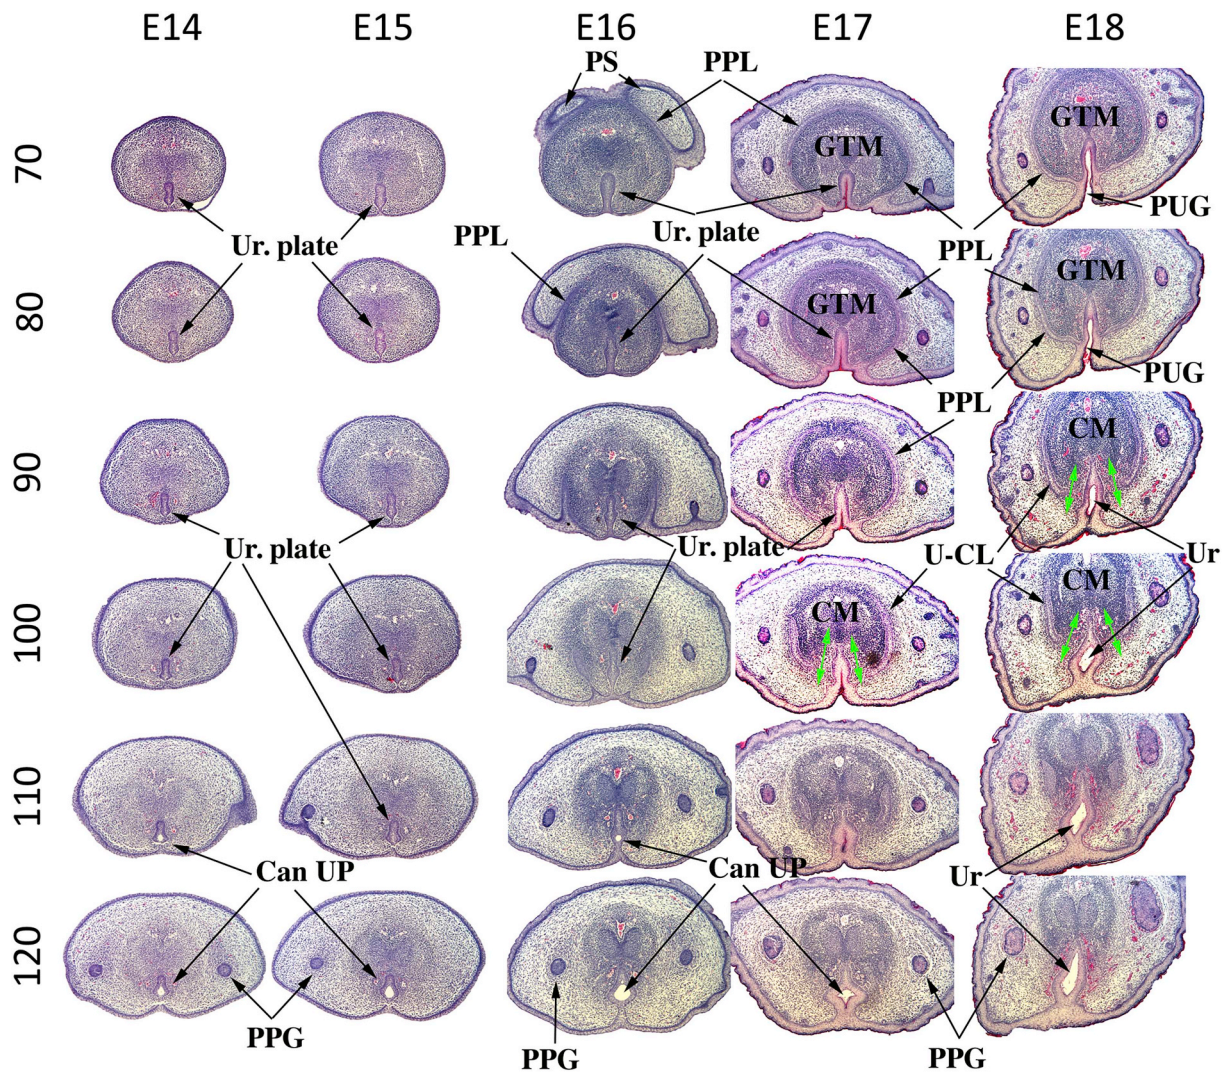 E14 E15 E16 E17 E18
PS PPL
70
GTM GTM
PUG
Ur. plate PPL Ur. plate PPL
80
GTM GTM
PUG
PPL
90
CM
Ur. plate Ur. plate U-CL Ur
100
CM CM
110
Can UP Can UP Ur
120
PPG PPG PPG